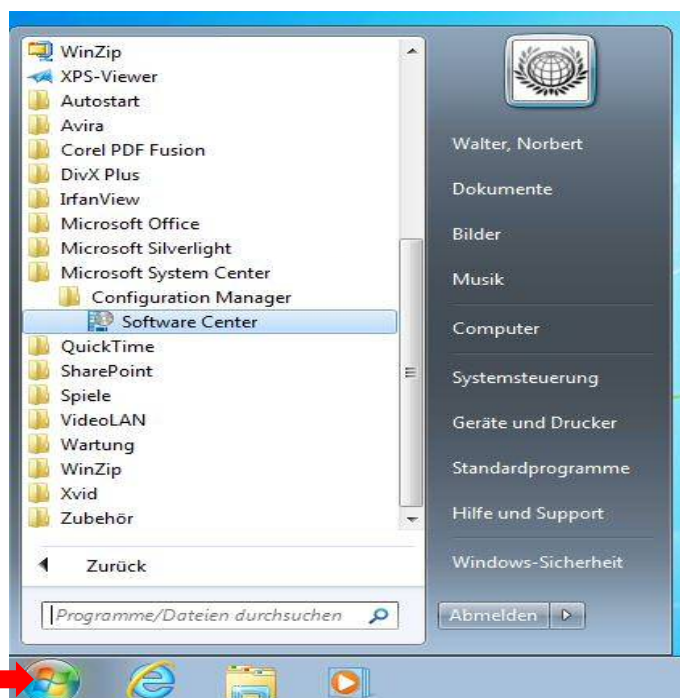 WinZip
XPS-Viewer
Autostart
Avira
Corel PDF Fusion
DivX Plus
IrfanView
Microsoft Office
Microsoft Silverlight
Microsoft System Center
Configuration Manager
Software Center
QuickTime
SharePoint
Spiele
VideoLAN
Wartung
WinZip
Xvid
Zubehör
Zurück
Programme/Dateien durchsuchen
Walter, Norbert
Dokumente
Bilder
Musik
Computer
Systemsteuerung
Geräte und Drucker
Standardprogramme
Hilfe und Support
Windows-Sicherheit
Abmelden